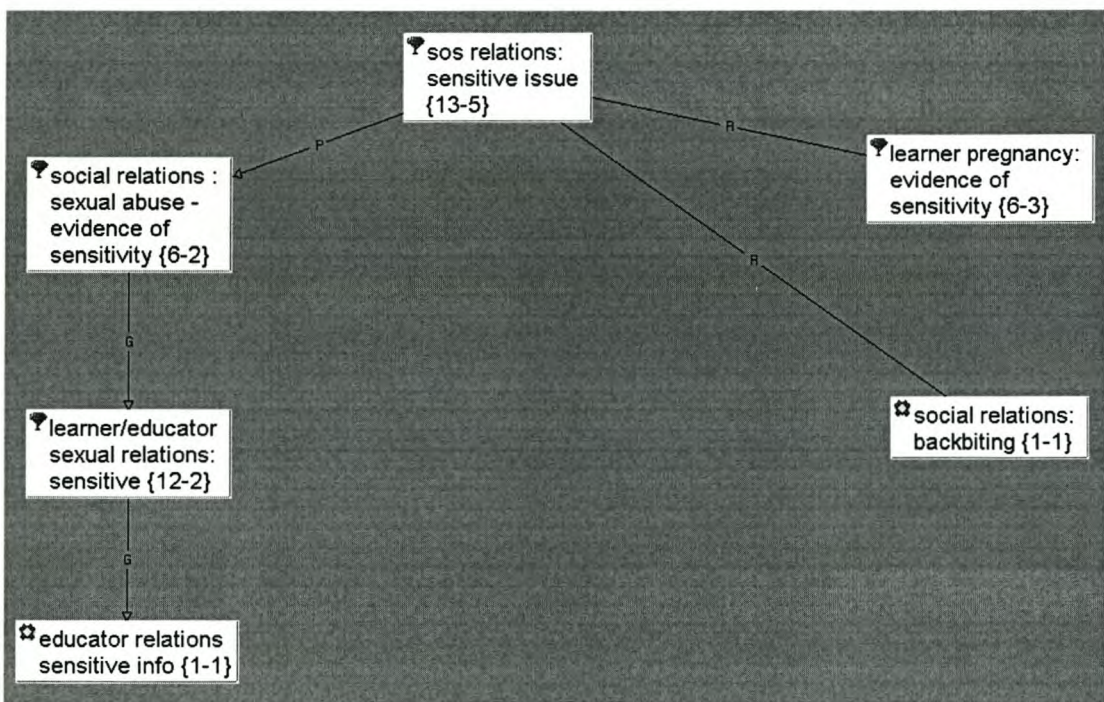 sos relations:
sensitive issue
{13-5}
P
R
R
social relations :
sexual abuse -
evidence of
sensitivity {6-2}
learner pregnancy:
evidence of
sensitivity {6-3}
G
learner/educator
sexual relations:
sensitive {12-2}
social relations:
backbiting {1-1}
G
educator relations
sensitive info {1-1}